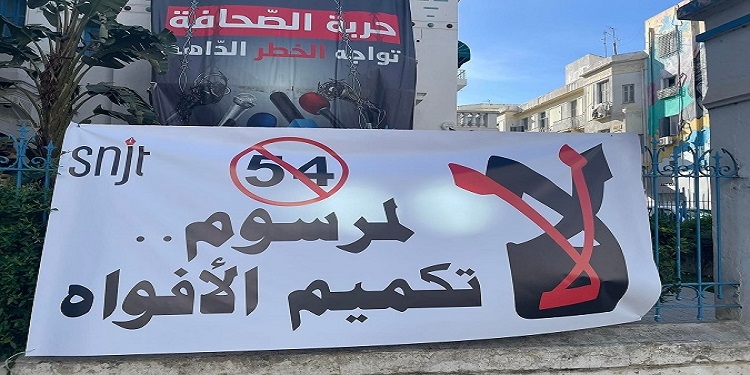 حرية الصّحافة
تواجه الخطر الدّاهم
snjt
54
لا
لمرسوم..
تكميم الأفواه